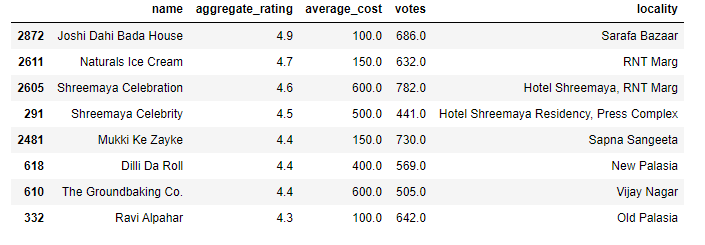 name aggregate_rating average_cost votes locality
2872 Joshi Dahi Bada House 4.9 100.0 686.0 Sarafa Bazaar
2611 Naturals Ice Cream 4.7 150.0 632.0 RNT Marg
2605 Shreemaya Celebration 4.6 600.0 782.0 Hotel Shreemaya, RNT Marg
291 Shreemaya Celebrity 4.5 500.0 441.0 Hotel Shreemaya Residency, Press Complex
2481 Mukki Ke Zayke 4.4 150.0 730.0 Sapna Sangeeta
618 Dilli Da Roll 4.4 400.0 569.0 New Palasia
610 The Groundbaking Co. 4.4 600.0 505.0 Vijay Nagar
332 Ravi Alpahar 4.3 100.0 642.0 Old Palasia